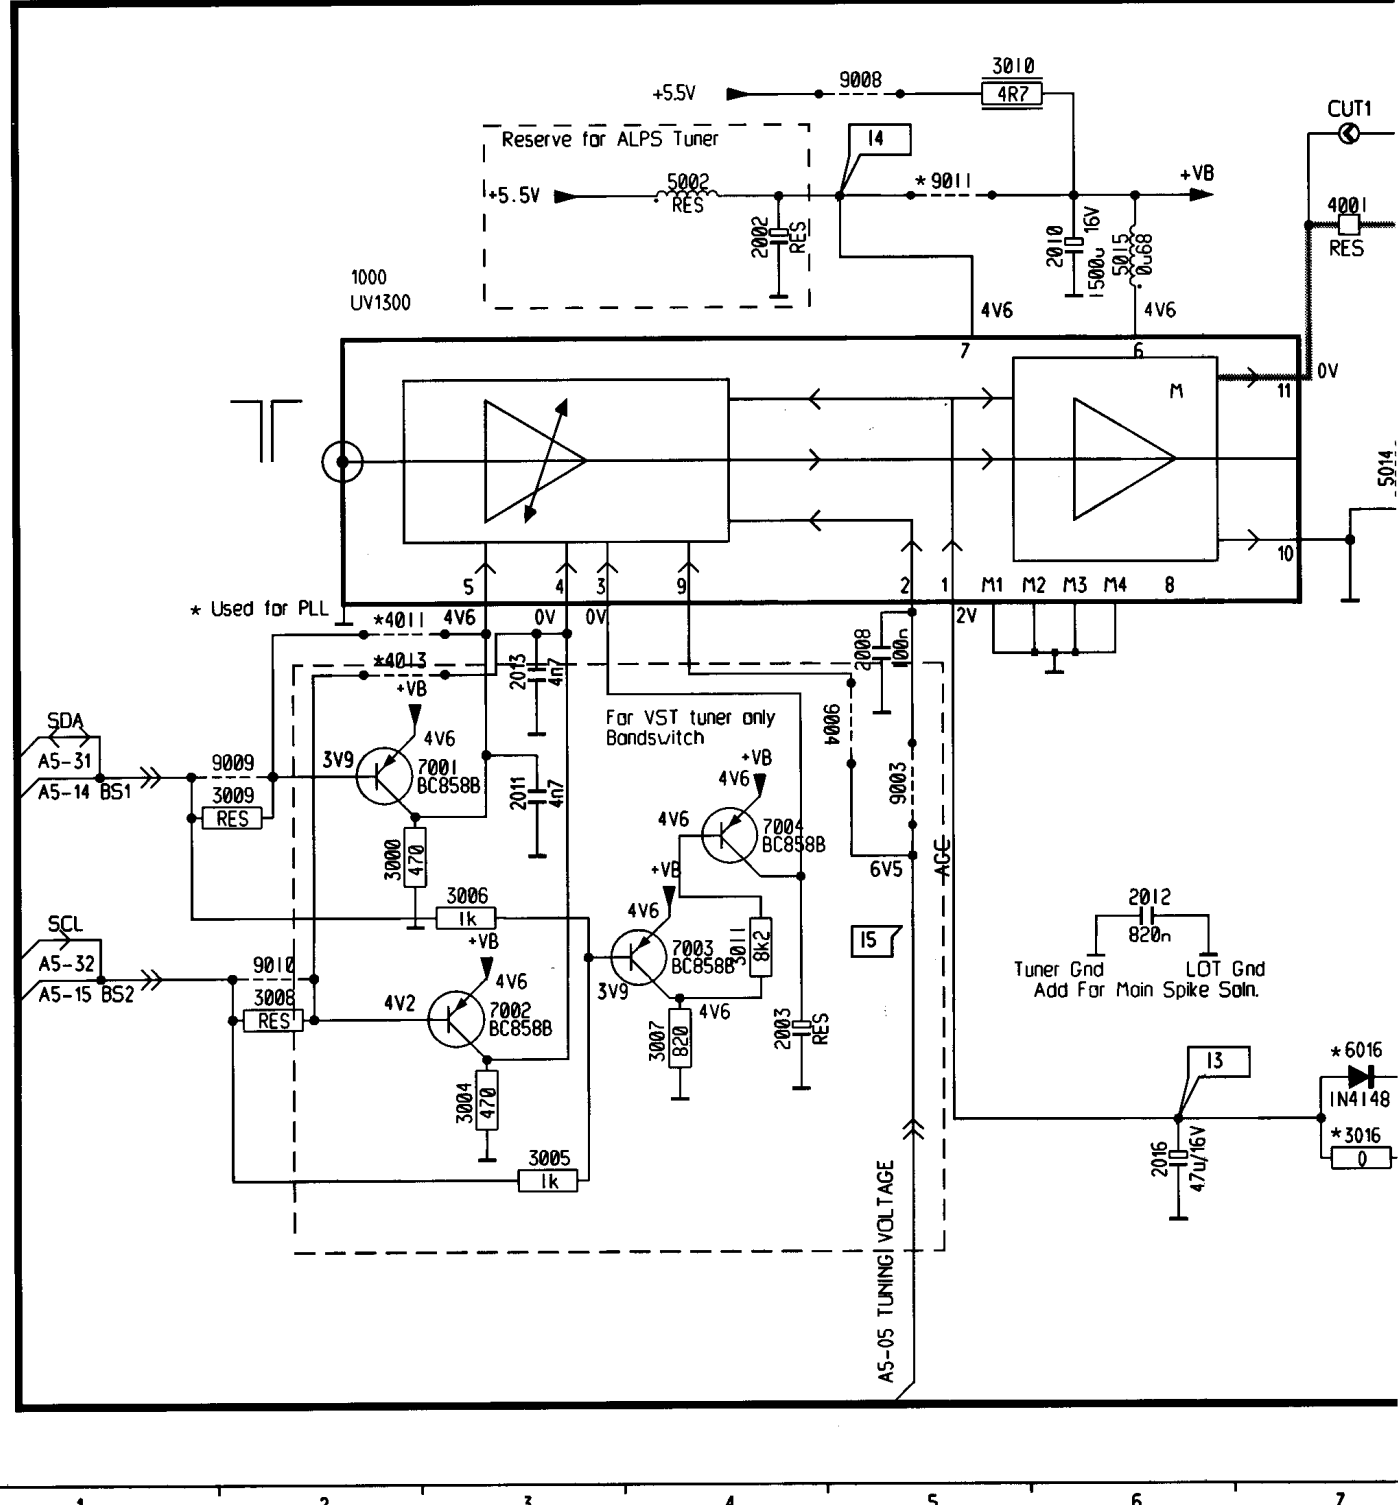 3010
9008
+5.5V
4R7
CUT1
Reserve for ALPS Tuner
I4
+5.5V
5002
RES
* 9011
+VB
4001
RES
2002
RES
2010
16V
1500u
5015
0u68
1000
UV1300
4V6
4V6
7
6
M
11
0V
5014
10
5
4
3
9
2
1
M1
M2
M3
M4
8
* Used for PLL
*4011
4V6
0V
0V
2V
*4013
2013
4n7
2008
100n
+VB
SDA
A5-31
A5-14 BS1
9009
3009
RES
3V9
4V6
7001
BC858B
2011
4n7
For VST tuner only
Bandswitch
9004
9003
+VB
4V6
4V6
7004
BC858B
3000
470
+VB
6V5
AGC
3006
1k
4V6
3011
8k2
I5
2012
820n
SCL
A5-32
A5-15 BS2
+VB
4V6
9010
3008
RES
4V2
7002
BC858B
7003
BC858B
3V9
4V6
Tuner Gnd
LOT Gnd
Add For Main Spike Soln.
3007
820
2003
RES
3004
470
I3
*6016
1N4148
*3016
0
3005
1k
2016
47u/16V
A5-05 TUNING VOLTAGE
1
2
3
4
5
6
7